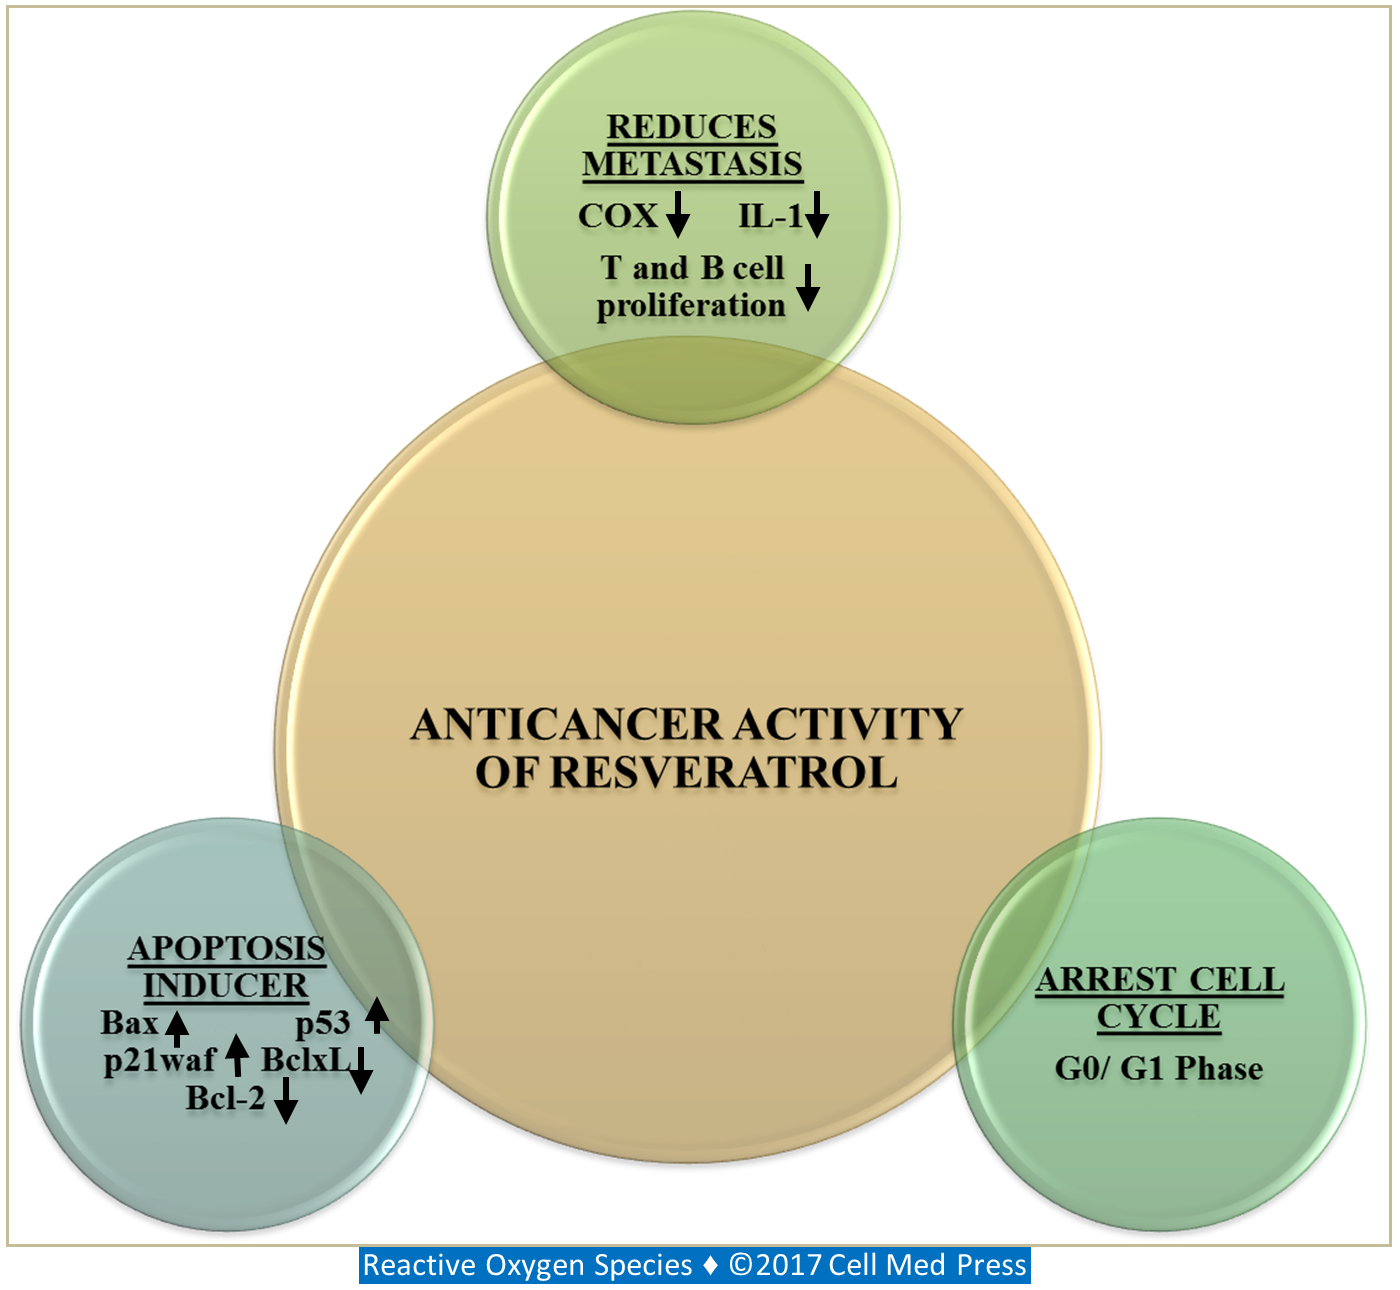 REDUCES
METASTASIS
COX ↓ IL-1 ↓
T and B cell
proliferation ↓
ANTICANCER ACTIVITY
OF RESVERATROL
APOPTOSIS
INDUCER
Bax ↑ p53 ↑
p21waf ↑ BclxL ↓
Bcl-2 ↓
ARREST CELL
CYCLE
G0/ G1 Phase
Reactive Oxygen Species ♦ ©2017 Cell Med Press